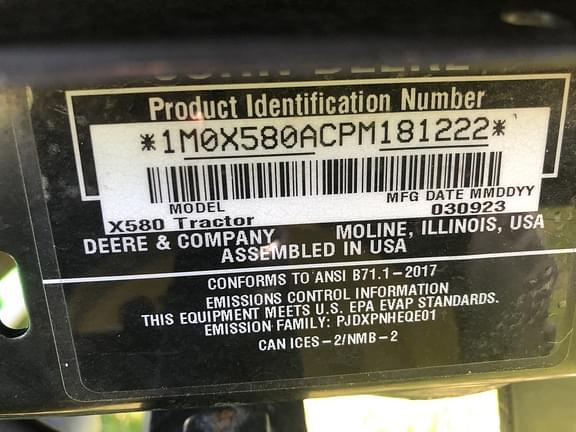 JOHN DEERE
Product Identification Number
*1M0X580ACPM181222*
MODEL MFG DATE MMDDYY
X580 Tractor 030923
DEERE & COMPANY MOLINE, ILLINOIS, USA
ASSEMBLED IN USA
CONFORMS TO ANSI B71.1-2017
EMISSIONS CONTROL INFORMATION
THIS EQUIPMENT MEETS U.S. EPA EVAP STANDARDS.
EMISSION FAMILY: PJDXPNHEQE01
CAN ICES-2/NMB-2